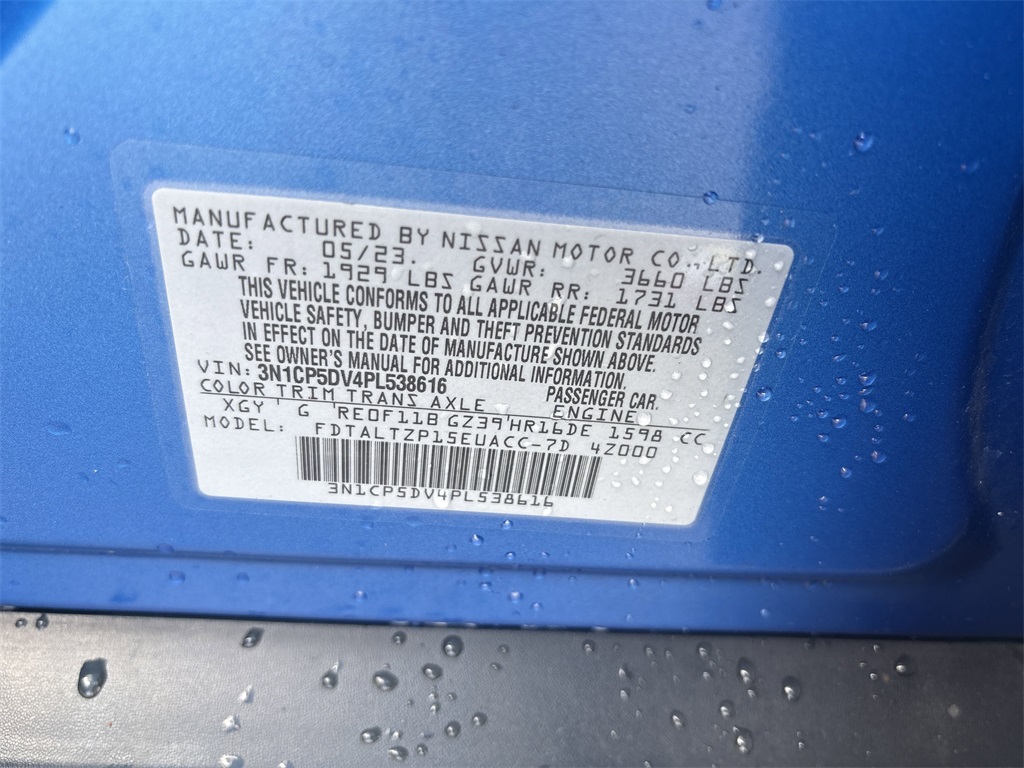 MANUFACTURED BY NISSAN MOTOR CO., LTD.
DATE: 05/23. GVWR: 3660 LBS
GAWR FR: 1929 LBS GAWR RR: 1731 LBS
THIS VEHICLE CONFORMS TO ALL APPLICABLE FEDERAL MOTOR
VEHICLE SAFETY, BUMPER AND THEFT PREVENTION STANDARDS
IN EFFECT ON THE DATE OF MANUFACTURE SHOWN ABOVE.
SEE OWNER'S MANUAL FOR ADDITIONAL INFORMATION.
VIN: 3N1CP5DV4PL538616 PASSENGER CAR.
COLOR TRIM TRANS AXLE ENGINE
XGY G RE0F11B GZ39 HR16DE 1598 CC
MODEL: FDTALTZP15EUACC-7D 4Z000
3N1CP5DV4PL538616